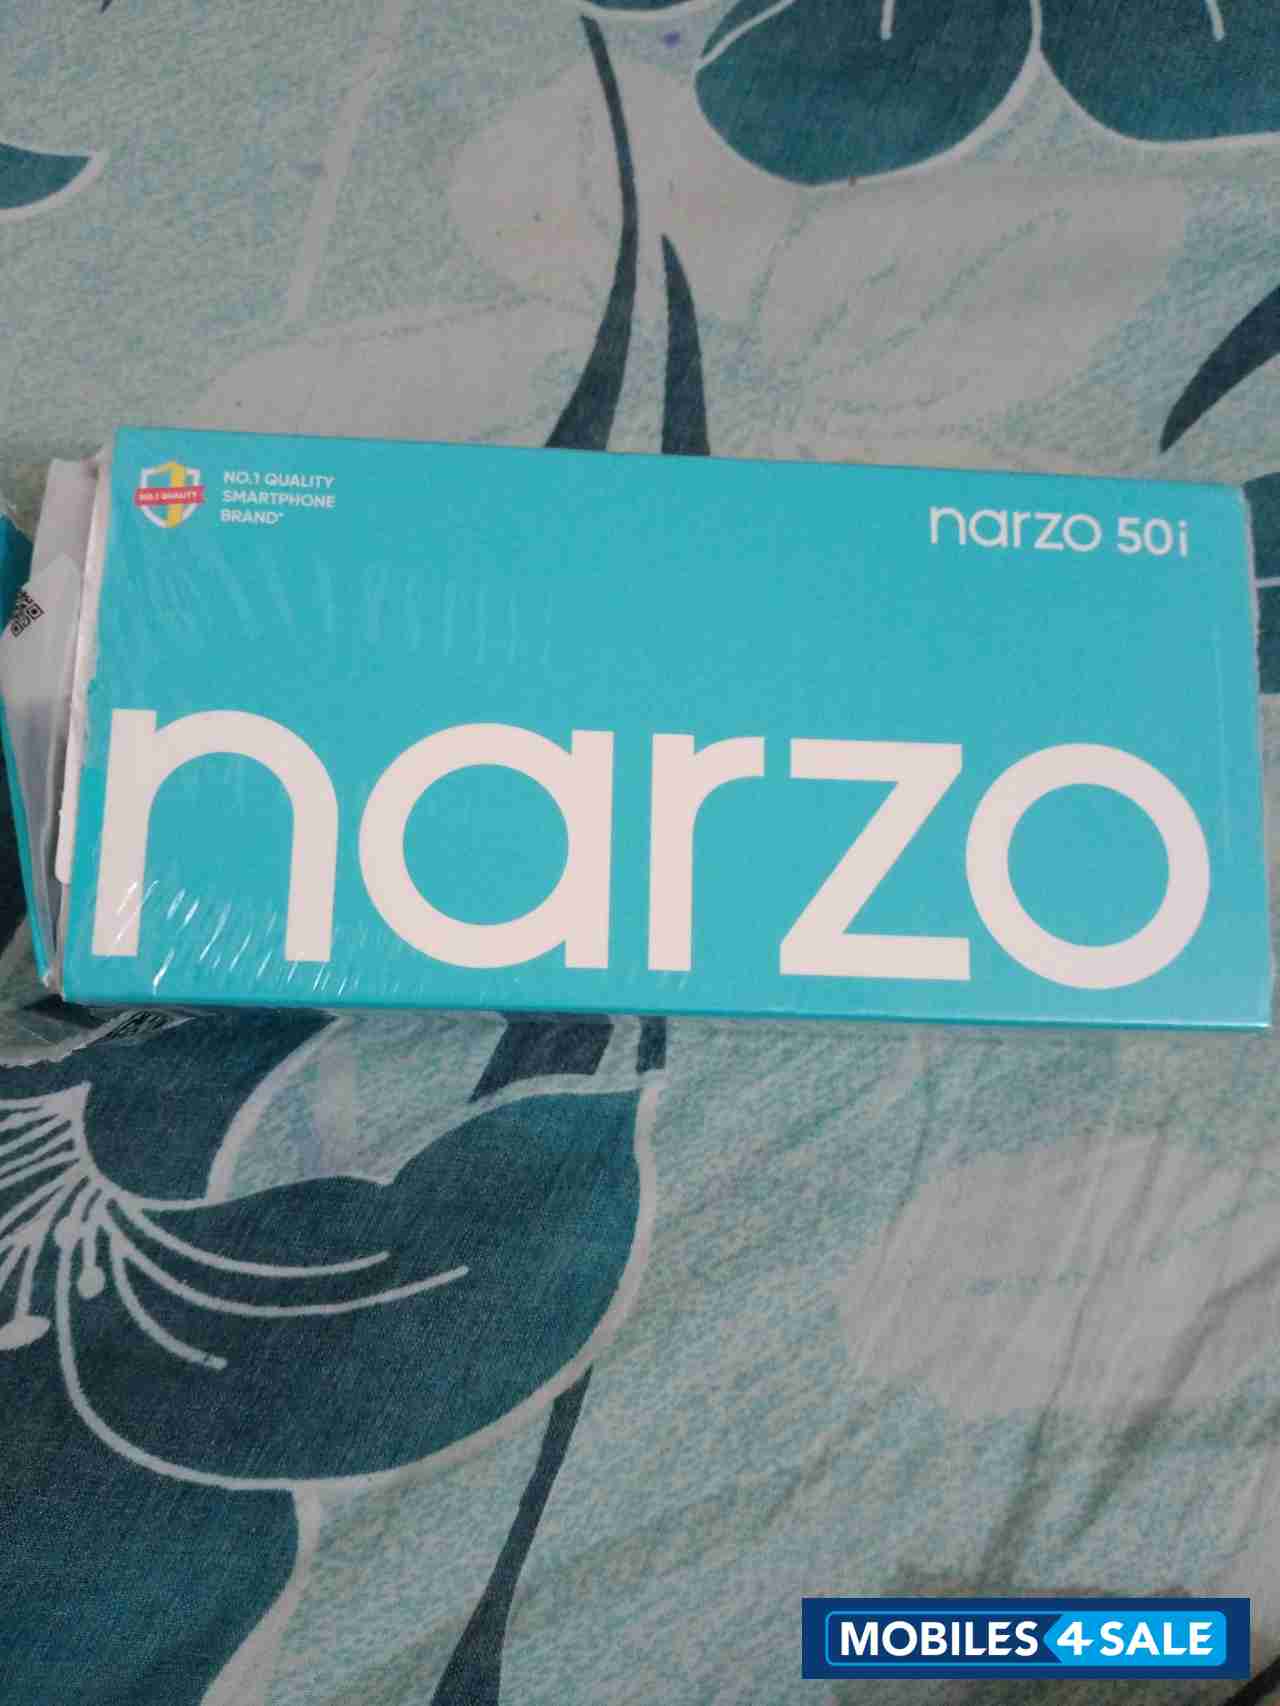 NO.1 QUALITY
NO.1 QUALITY
SMARTPHONE
BRAND*
narzo 50i
narzo
MOBILES 4 SALE